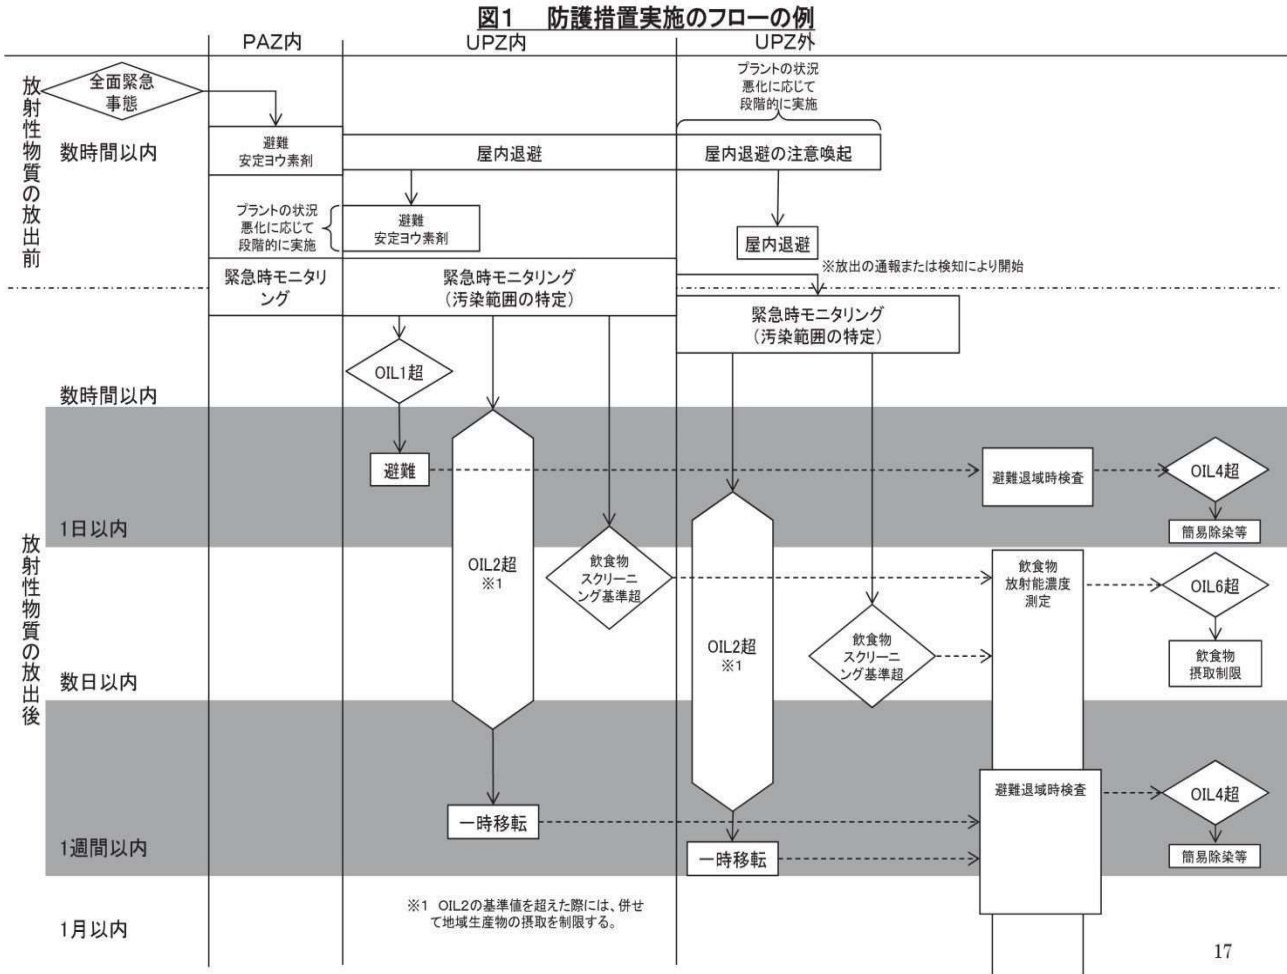 図1　防護措置実施のフローの例
PAZ内
UPZ内
UPZ外
放射性物質の放出前
全面緊急
事態
プラントの状況
悪化に応じて
段階的に実施
数時間以内
避難
安定ヨウ素剤
屋内退避
屋内退避の注意喚起
プラントの状況
悪化に応じて
段階的に実施
避難
安定ヨウ素剤
屋内退避
※放出の通報または検知により開始
緊急時モニタリ
ング
緊急時モニタリング
(汚染範囲の特定)
緊急時モニタリング
(汚染範囲の特定)
放射性物質の放出後
OIL1超
数時間以内
避難
避難退域時検査
OIL4超
簡易除染等
1日以内
OIL2超
※1
飲食物
スクリーニ
ング基準超
飲食物
放射能濃度
測定
OIL6超
OIL2超
※1
飲食物
スクリーニ
ング基準超
飲食物
摂取制限
数日以内
避難退域時検査
OIL4超
一時移転
一時移転
簡易除染等
1週間以内
※1 OIL2の基準値を超えた際には、併せ
て地域生産物の摂取を制限する。
1月以内
17